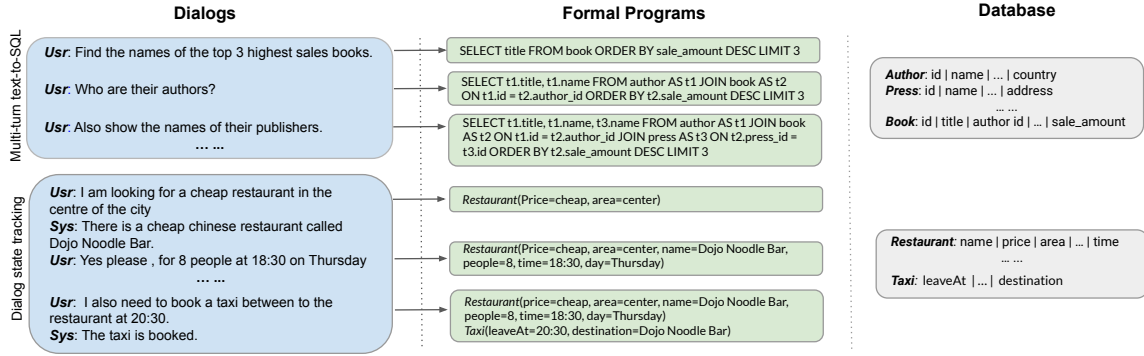 Dialogs
Formal Programs
Database
Multi-turn text-to-SQL
Usr: Find the names of the top 3 highest sales books.
SELECT title FROM book ORDER BY sale_amount DESC LIMIT 3
Usr: Who are their authors?
SELECT t1.title, t1.name FROM author AS t1 JOIN book AS t2
ON t1.id = t2.author_id ORDER BY t2.sale_amount DESC LIMIT 3
Usr: Also show the names of their publishers.
... ...
SELECT t1.title, t1.name, t3.name FROM author AS t1 JOIN book
AS t2 ON t1.id = t2.author_id JOIN press AS t3 ON t2.press_id =
t3.id ORDER BY t2.sale_amount DESC LIMIT 3
Author: id | name | ... | country
Press: id | name | ... | address
... ...
Book: id | title | author id | ... | sale_amount
Dialog state tracking
Usr: I am looking for a cheap restaurant in the
centre of the city
Restaurant(Price=cheap, area=center)
Sys: There is a cheap chinese restaurant called
Dojo Noodle Bar.
Usr: Yes please , for 8 people at 18:30 on Thursday
... ...
Restaurant(Price=cheap, area=center, name=Dojo Noodle Bar,
people=8, time=18:30, day=Thursday)
Usr: I also need to book a taxi between to the
restaurant at 20:30.
Sys: The taxi is booked.
Restaurant(price=cheap, area=center, name=Dojo Noodle Bar,
people=8, time=18:30, day=Thursday)
Taxi(leaveAt=20:30, destination=Dojo Noodle Bar)
Restaurant: name | price | area | ... | time
... ...
Taxi: leaveAt | ... | destination